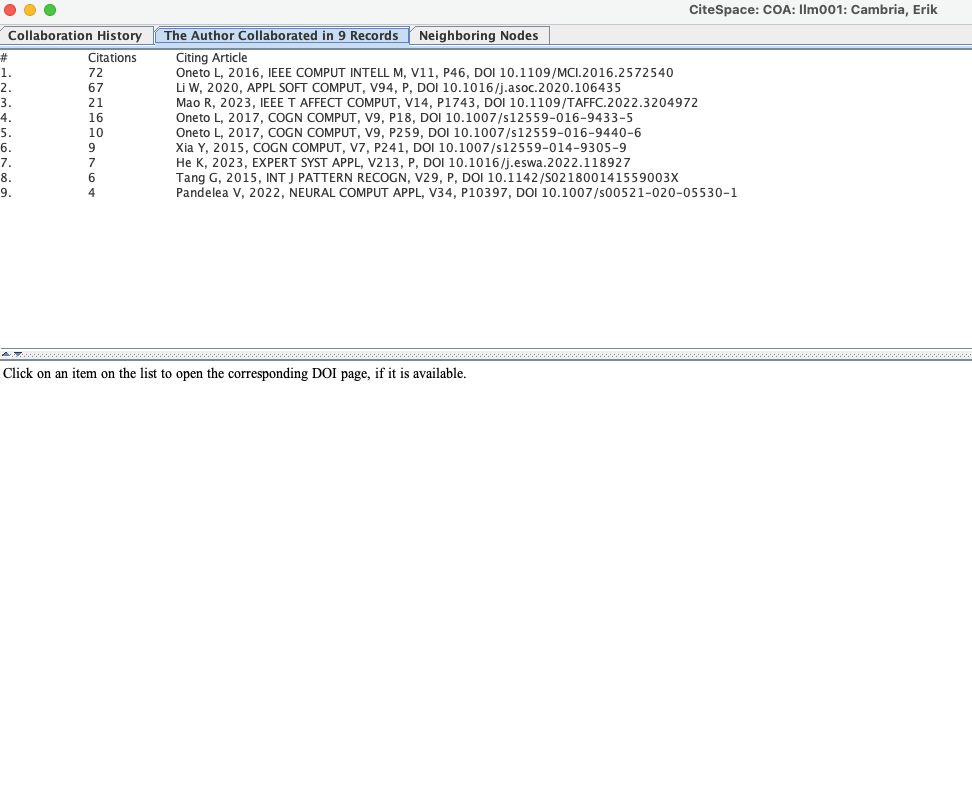 CiteSpace: COA: llm001: Cambria, Erik
Collaboration History The Author Collaborated in 9 Records Neighboring Nodes
# Citations Citing Article
1. 72 Oneto L, 2016, IEEE COMPUT INTELL M, V11, P46, DOI 10.1109/MCI.2016.2572540
2. 67 Li W, 2020, APPL SOFT COMPUT, V94, P, DOI 10.1016/j.asoc.2020.106435
3. 21 Mao R, 2023, IEEE T AFFECT COMPUT, V14, P1743, DOI 10.1109/TAFFC.2022.3204972
4. 16 Oneto L, 2017, COGN COMPUT, V9, P18, DOI 10.1007/s12559-016-9433-5
5. 10 Oneto L, 2017, COGN COMPUT, V9, P259, DOI 10.1007/s12559-016-9440-6
6. 9 Xia Y, 2015, COGN COMPUT, V7, P241, DOI 10.1007/s12559-014-9305-9
7. 7 He K, 2023, EXPERT SYST APPL, V213, P, DOI 10.1016/j.eswa.2022.118927
8. 6 Tang G, 2015, INT J PATTERN RECOGN, V29, P, DOI 10.1142/S021800141559003X
9. 4 Pandelea V, 2022, NEURAL COMPUT APPL, V34, P10397, DOI 10.1007/s00521-020-05530-1
Click on an item on the list to open the corresponding DOI page, if it is available.